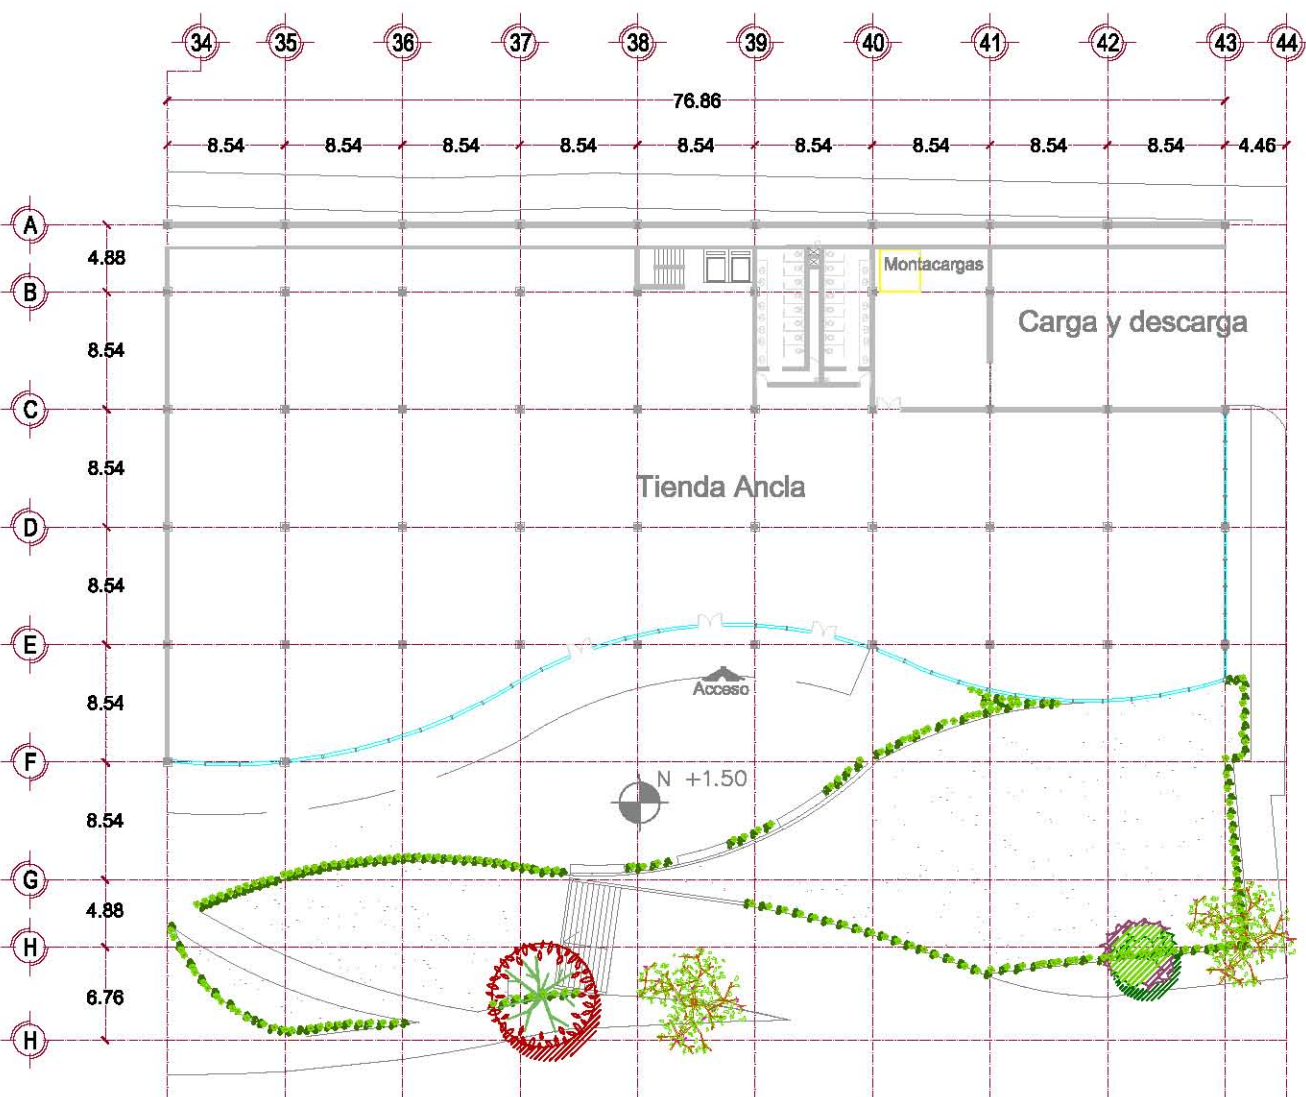 34 35 36 37 38 39 40 41 42 43 44
76.86
8.54 8.54 8.54 8.54 8.54 8.54 8.54 8.54 8.54 4.46
A
4.88
Montacargas
B
Carga y descarga
8.54
C
8.54
Tienda Ancla
D
8.54
E
Acceso
8.54
F
N +1.50
8.54
G
4.88
H
6.76
H